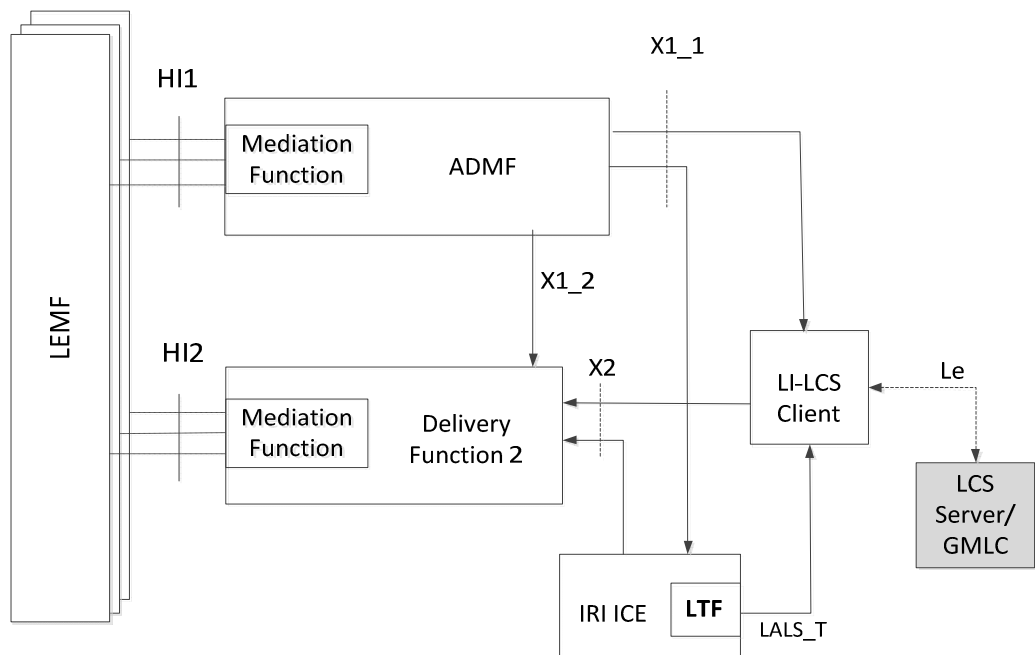 X1_1
HI1
Mediation
Function
ADMF
X1_2
LEMF
HI2
X2
Le
LI-LCS
Client
Mediation
Function
Delivery
Function 2
LCS
Server/
GMLC
IRI ICE
LTF
LALS_T